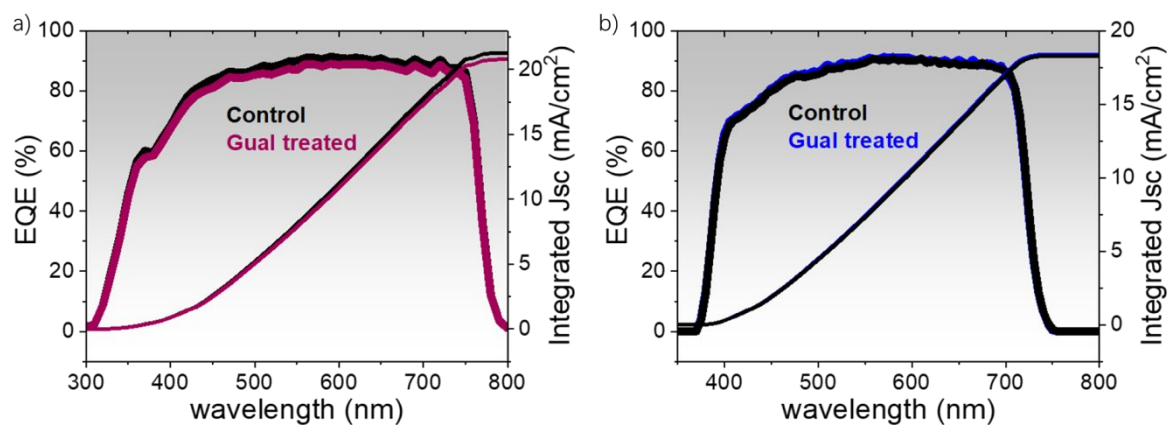 a)
100
80
60
40
20
0
EQE (%)
Control
Gual treated
20
15
10
5
0
Integrated Jsc (mA/cm²)
300 400 500 600 700 800
wavelength (nm)
b)
100
80
60
40
20
0
EQE (%)
Control
Gual treated
20
15
10
5
0
Integrated Jsc (mA/cm²)
400 500 600 700 800
wavelength (nm)